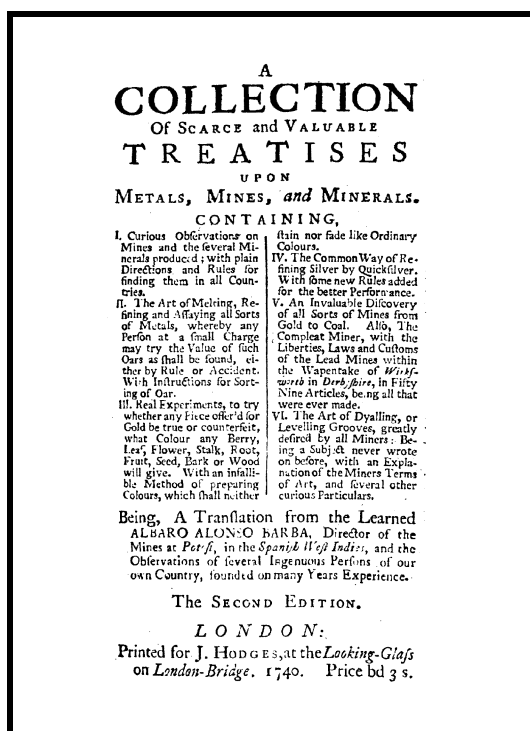 A
COLLECTION
Of SCARCE and VALUABLE
TREATISES
UPON
METALS, MINES, and MINERALS.
CONTAINING,
I. Curious Obſervations on
Mines and the ſeveral Mi-
nerals produced; with plain
Directions and Rules for
finding them in all Coun-
tries.
II. The Art of Melting, Re-
fining and Aſſaying all Sorts
of Metals, whereby any
Perſon at a ſmall Charge
may try the Value of ſuch
Oars as ſhall be found, ei-
ther by Rule or Accident.
With Inſtructions for Sort-
ing of Oar.
III. Real Experiments, to try
whether any Piece offer'd for
Gold be true or counterfeit,
what Colour any Berry,
Leaf, Flower, Stalk, Root,
Fruit, Seed, Bark or Wood
will give. With an infalli-
ble Method of preparing
Colours, which ſhall neither
ſtain nor fade like Ordinary
Colours.
IV. The Common Way of Re-
fining Silver by Quickſilver.
With ſome new Rules added
for the better Performance.
V. An Invaluable Diſcovery
of all Sorts of Mines from
Gold to Coal. Alſo, The
Compleat Miner, with the
Liberties, Laws and Cuſtoms
of the Lead Mines within
the Wapentake of Wirkſ-
worth in Derbyſhire, in Fifty
Nine Articles, being all that
were ever made.
VI. The Art of Dyalling, or
Levelling Grooves, greatly
deſired by all Miners: Be-
ing a Subject never wrote
on before, with an Expla-
nation of the Miners Terms
of Art, and ſeveral other
curious Particulars.
Being, A Tranſlation from the Learned
ALBARO ALONSO BARBA, Director of the
Mines at Potoſi, in the Spaniſh Weſt Indies, and the
Obſervations of ſeveral Ingenuous Perſons of our
own Country, founded on many Years Experience.
The SECOND EDITION.
LONDON:
Printed for J. HODGES, at the Looking-Glaſs
on London-Bridge. 1740. Price bd 3 s.